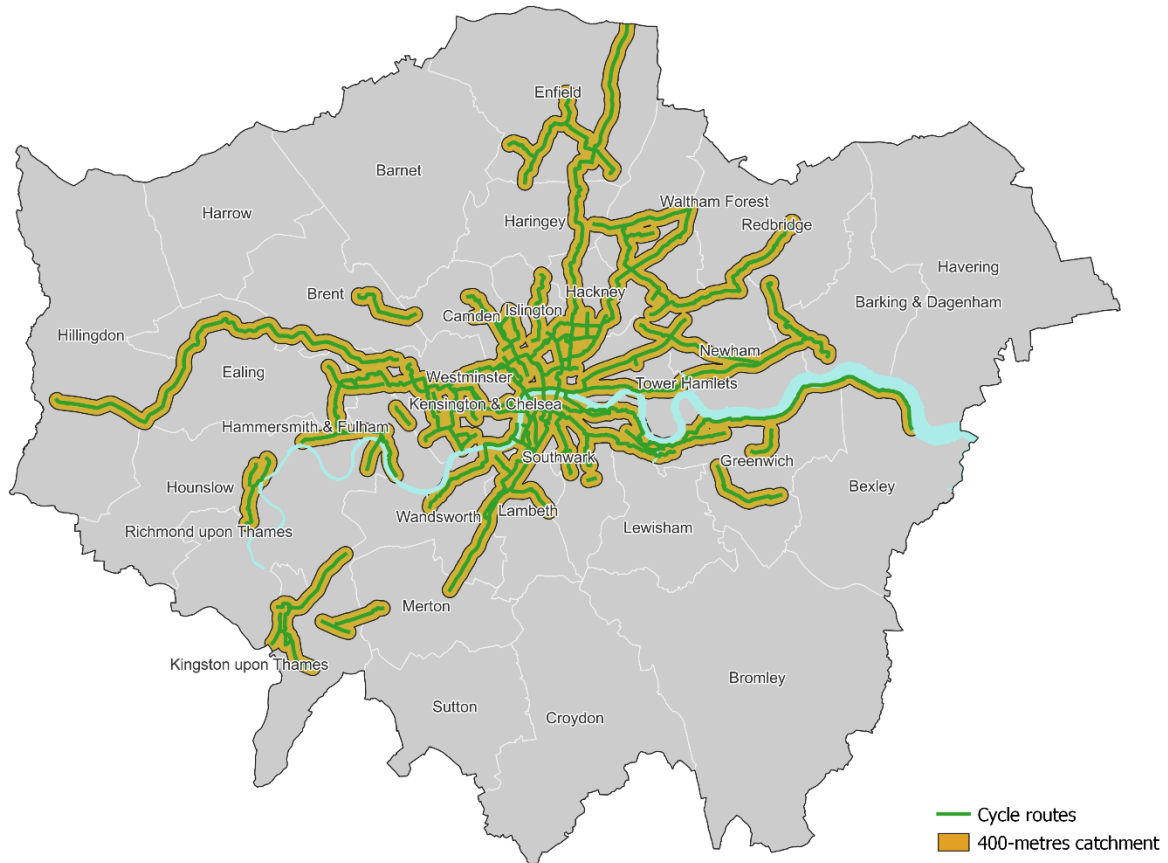 Enfield
Barnet
Harrow
Waltham Forest
Haringey
Redbridge
Havering
Brent
Hackney
Barking & Dagenham
Islington
Camden
Hillingdon
Newham
Ealing
Westminster
Tower Hamlets
Kensington & Chelsea
Hammersmith & Fulham
Southwark
Greenwich
Hounslow
Bexley
Wandsworth
Lambeth
Richmond upon Thames
Lewisham
Merton
Kingston upon Thames
Bromley
Sutton
Croydon
Cycle routes
400-metres catchment